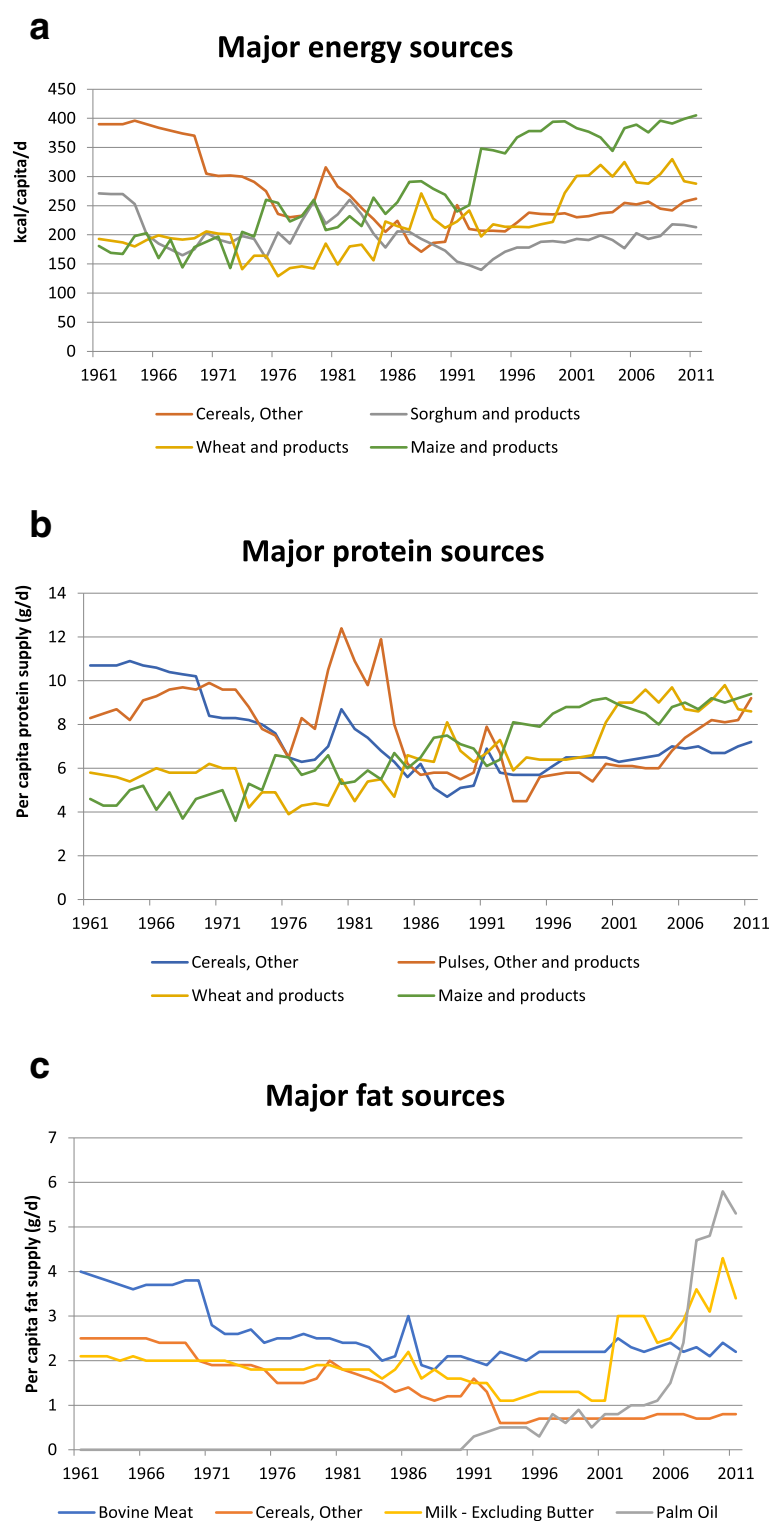 a
Major energy sources
450
400
350
300
250
200
150
100
50
0
kcal/capita/d
1961 1966 1971 1976 1981 1986 1991 1996 2001 2006 2011
Cereals, Other Sorghum and products
Wheat and products Maize and products
b
Major protein sources
14
12
10
8
6
4
2
0
Per capita protein supply (g/d)
1961 1966 1971 1976 1981 1986 1991 1996 2001 2006 2011
Cereals, Other Pulses, Other and products
Wheat and products Maize and products
c
Major fat sources
7
6
5
4
3
2
1
0
Per capita fat supply (g/d)
1961 1966 1971 1976 1981 1986 1991 1996 2001 2006 2011
Bovine Meat Cereals, Other Milk - Excluding Butter Palm Oil